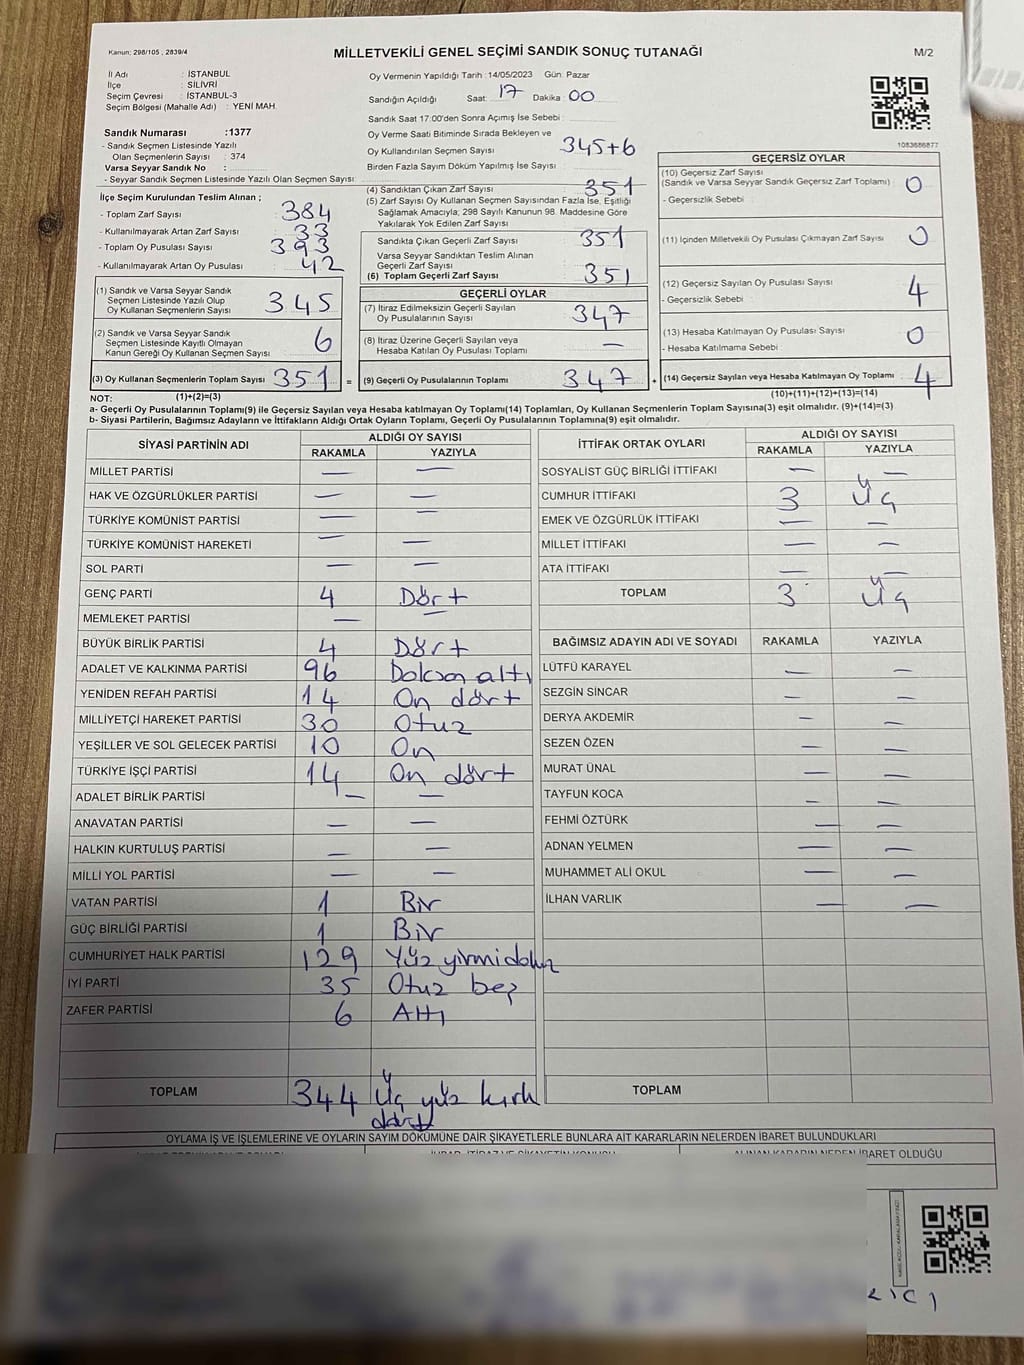 Kanun; 298/105 , 2839/4
MİLLETVEKİLİ GENEL SEÇİMİ SANDIK SONUÇ TUTANAĞI
M/2
İl Adı : İSTANBUL
İlçe : SİLİVRİ
Seçim Çevresi : İSTANBUL-3
Seçim Bölgesi (Mahalle Adı) : YENİ MAH.
Sandık Numarası :1377
- Sandık Seçmen Listesinde Yazılı
Olan Seçmenlerin Sayısı : 374
Varsa Seyyar Sandık No :
- Seyyar Sandık Seçmen Listesinde Yazılı Olan Seçmen Sayısı:
Oy Vermenin Yapıldığı Tarih :14/05/2023 Gün: Pazar
Sandığın Açıldığı Saat: 17 Dakika 00
Sandık Saat 17:00'den Sonra Açımış İse Sebebi :
Oy Verme Saati Bitiminde Sırada Bekleyen ve
Oy Kullandırılan Seçmen Sayısı 345+6
Birden Fazla Sayım Döküm Yapılmış İse Sayısı
1083686877
İlçe Seçim Kurulundan Teslim Alınan ;
- Toplam Zarf Sayısı 384
- Kullanılmayarak Artan Zarf Sayısı 33
- Toplam Oy Pusulası Sayısı 393
- Kullanılmayarak Artan Oy Pusulası 42
(1) Sandık ve Varsa Seyyar Sandık
Seçmen Listesinde Yazılı Olup
Oy Kullanan Seçmenlerin Sayısı 345
(2) Sandık ve Varsa Seyyar Sandık
Seçmen Listesinde Kayıtlı Olmayan
Kanun Gereği Oy Kullanan Seçmen Sayısı 6
(3) Oy Kullanan Seçmenlerin Toplam Sayısı 351 =
(4) Sandıktan Çıkan Zarf Sayısı 351
(5) Zarf Sayısı Oy Kullanan Seçmen Sayısından Fazla İse, Eşitliği
Sağlamak Amacıyla; 298 Sayılı Kanunun 98. Maddesine Göre
Yakılarak Yok Edilen Zarf Sayısı
Sandıkta Çıkan Geçerli Zarf Sayısı 351
Varsa Seyyar Sandıktan Teslim Alınan
Geçerli Zarf Sayısı
(6) Toplam Geçerli Zarf Sayısı 351
GEÇERLİ OYLAR
(7) İtiraz Edilmeksizin Geçerli Sayılan
Oy Pusulalarının Sayısı 347
(8) İtiraz Üzerine Geçerli Sayılan veya
Hesaba Katılan Oy Pusulası Toplamı —
(9) Geçerli Oy Pusulalarının Toplamı 347 +
GEÇERSİZ OYLAR
(10) Geçersiz Zarf Sayısı
(Sandık ve Varsa Seyyar Sandık Geçersiz Zarf Toplamı) 0
- Geçersizlik Sebebi
(11) İçinden Milletvekili Oy Pusulası Çıkmayan Zarf Sayısı 0
(12) Geçersiz Sayılan Oy Pusulası Sayısı 4
- Geçersizlik Sebebi :
(13) Hesaba Katılmayan Oy Pusulası Sayısı 0
- Hesaba Katılmama Sebebi :
(14) Geçersiz Sayılan veya Hesaba Katılmayan Oy Toplamı 4
NOT: (1)+(2)=(3) (10)+(11)+(12)+(13)=(14)
a- Geçerli Oy Pusulalarının Toplamı(9) ile Geçersiz Sayılan veya Hesaba katılmayan Oy Toplamı(14) Toplamları, Oy Kullanan Seçmenlerin Toplam Sayısına(3) eşit olmalıdır. (9)+(14)=(3)
b- Siyasi Partilerin, Bağımsız Adayların ve İttifakların Aldığı Ortak Oyların Toplamı, Geçerli Oy Pusulalarının Toplamına(9) eşit olmalıdır.
SİYASİ PARTİNİN ADI ALDIĞI OY SAYISI
RAKAMLA YAZIYLA
MİLLET PARTİSİ — —
HAK VE ÖZGÜRLÜKLER PARTİSİ — —
TÜRKİYE KOMÜNİST PARTİSİ — —
TÜRKİYE KOMÜNİST HAREKETİ — —
SOL PARTİ — —
GENÇ PARTİ 4 Dört
MEMLEKET PARTİSİ — —
BÜYÜK BİRLİK PARTİSİ 4 Dört
ADALET VE KALKINMA PARTİSİ 96 Doksan altı
YENİDEN REFAH PARTİSİ 14 On dört
MİLLİYETÇİ HAREKET PARTİSİ 30 Otuz
YEŞİLLER VE SOL GELECEK PARTİSİ 10 On
TÜRKİYE İŞÇİ PARTİSİ 14 On dört
ADALET BİRLİK PARTİSİ — —
ANAVATAN PARTİSİ — —
HALKIN KURTULUŞ PARTİSİ — —
MİLLİ YOL PARTİSİ — —
VATAN PARTİSİ 1 Bir
GÜÇ BİRLİĞİ PARTİSİ 1 Bir
CUMHURİYET HALK PARTİSİ 129 Yüz yirmidokuz
İYİ PARTİ 35 Otuz beş
ZAFER PARTİSİ 6 Altı
TOPLAM 344 Üç yüz kırk
dört
İTTİFAK ORTAK OYLARI ALDIĞI OY SAYISI
RAKAMLA YAZIYLA
SOSYALİST GÜÇ BİRLİĞİ İTTİFAKI — —
CUMHUR İTTİFAKI 3 Üç
EMEK VE ÖZGÜRLÜK İTTİFAKI — —
MİLLET İTTİFAKI — —
ATA İTTİFAKI — —
TOPLAM 3 Üç
BAĞIMSIZ ADAYIN ADI VE SOYADI RAKAMLA YAZIYLA
LÜTFÜ KARAYEL — —
SEZGİN SİNCAR — —
DERYA AKDEMİR — —
SEZEN ÖZEN — —
MURAT ÜNAL — —
TAYFUN KOCA — —
FEHMİ ÖZTÜRK — —
ADNAN YELMEN — —
MUHAMMET ALİ OKUL — —
İLHAN VARLIK — —
TOPLAM
OYLAMA İŞ VE İŞLEMLERİNE VE OYLARIN SAYIM DÖKÜMÜNE DAİR ŞİKAYETLERLE BUNLARA AİT KARARLARIN NELERDEN İBARET BULUNDUKLARI
ALINAN KARARIN NEDEN İBARET OLDUĞU